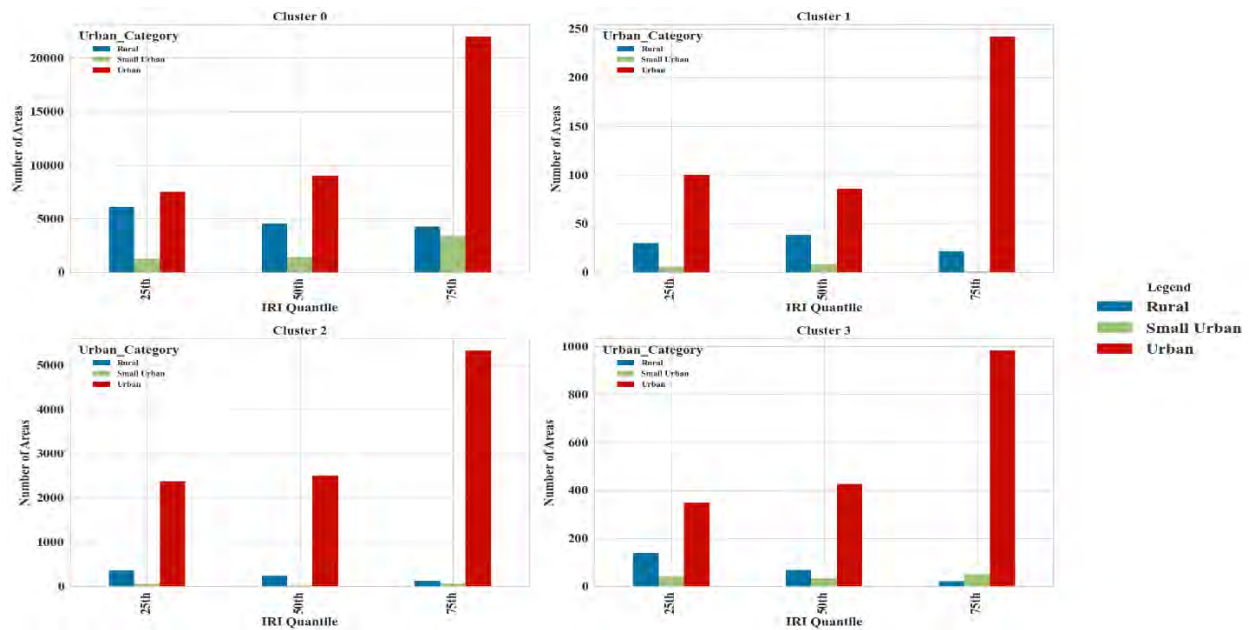 Cluster 0
Urban_Category
Rural
Small Urban
Urban
Number of Areas
20000
15000
10000
5000
0
25th
50th
75th
IRI Quantile
Cluster 1
Urban_Category
Rural
Small Urban
Urban
Number of Areas
250
200
150
100
50
0
25th
50th
75th
IRI Quantile
Cluster 2
Urban_Category
Rural
Small Urban
Urban
Number of Areas
5000
4000
3000
2000
1000
0
25th
50th
75th
IRI Quantile
Cluster 3
Urban_Category
Rural
Small Urban
Urban
Number of Areas
1000
800
600
400
200
0
25th
50th
75th
IRI Quantile
Legend
Rural
Small Urban
Urban